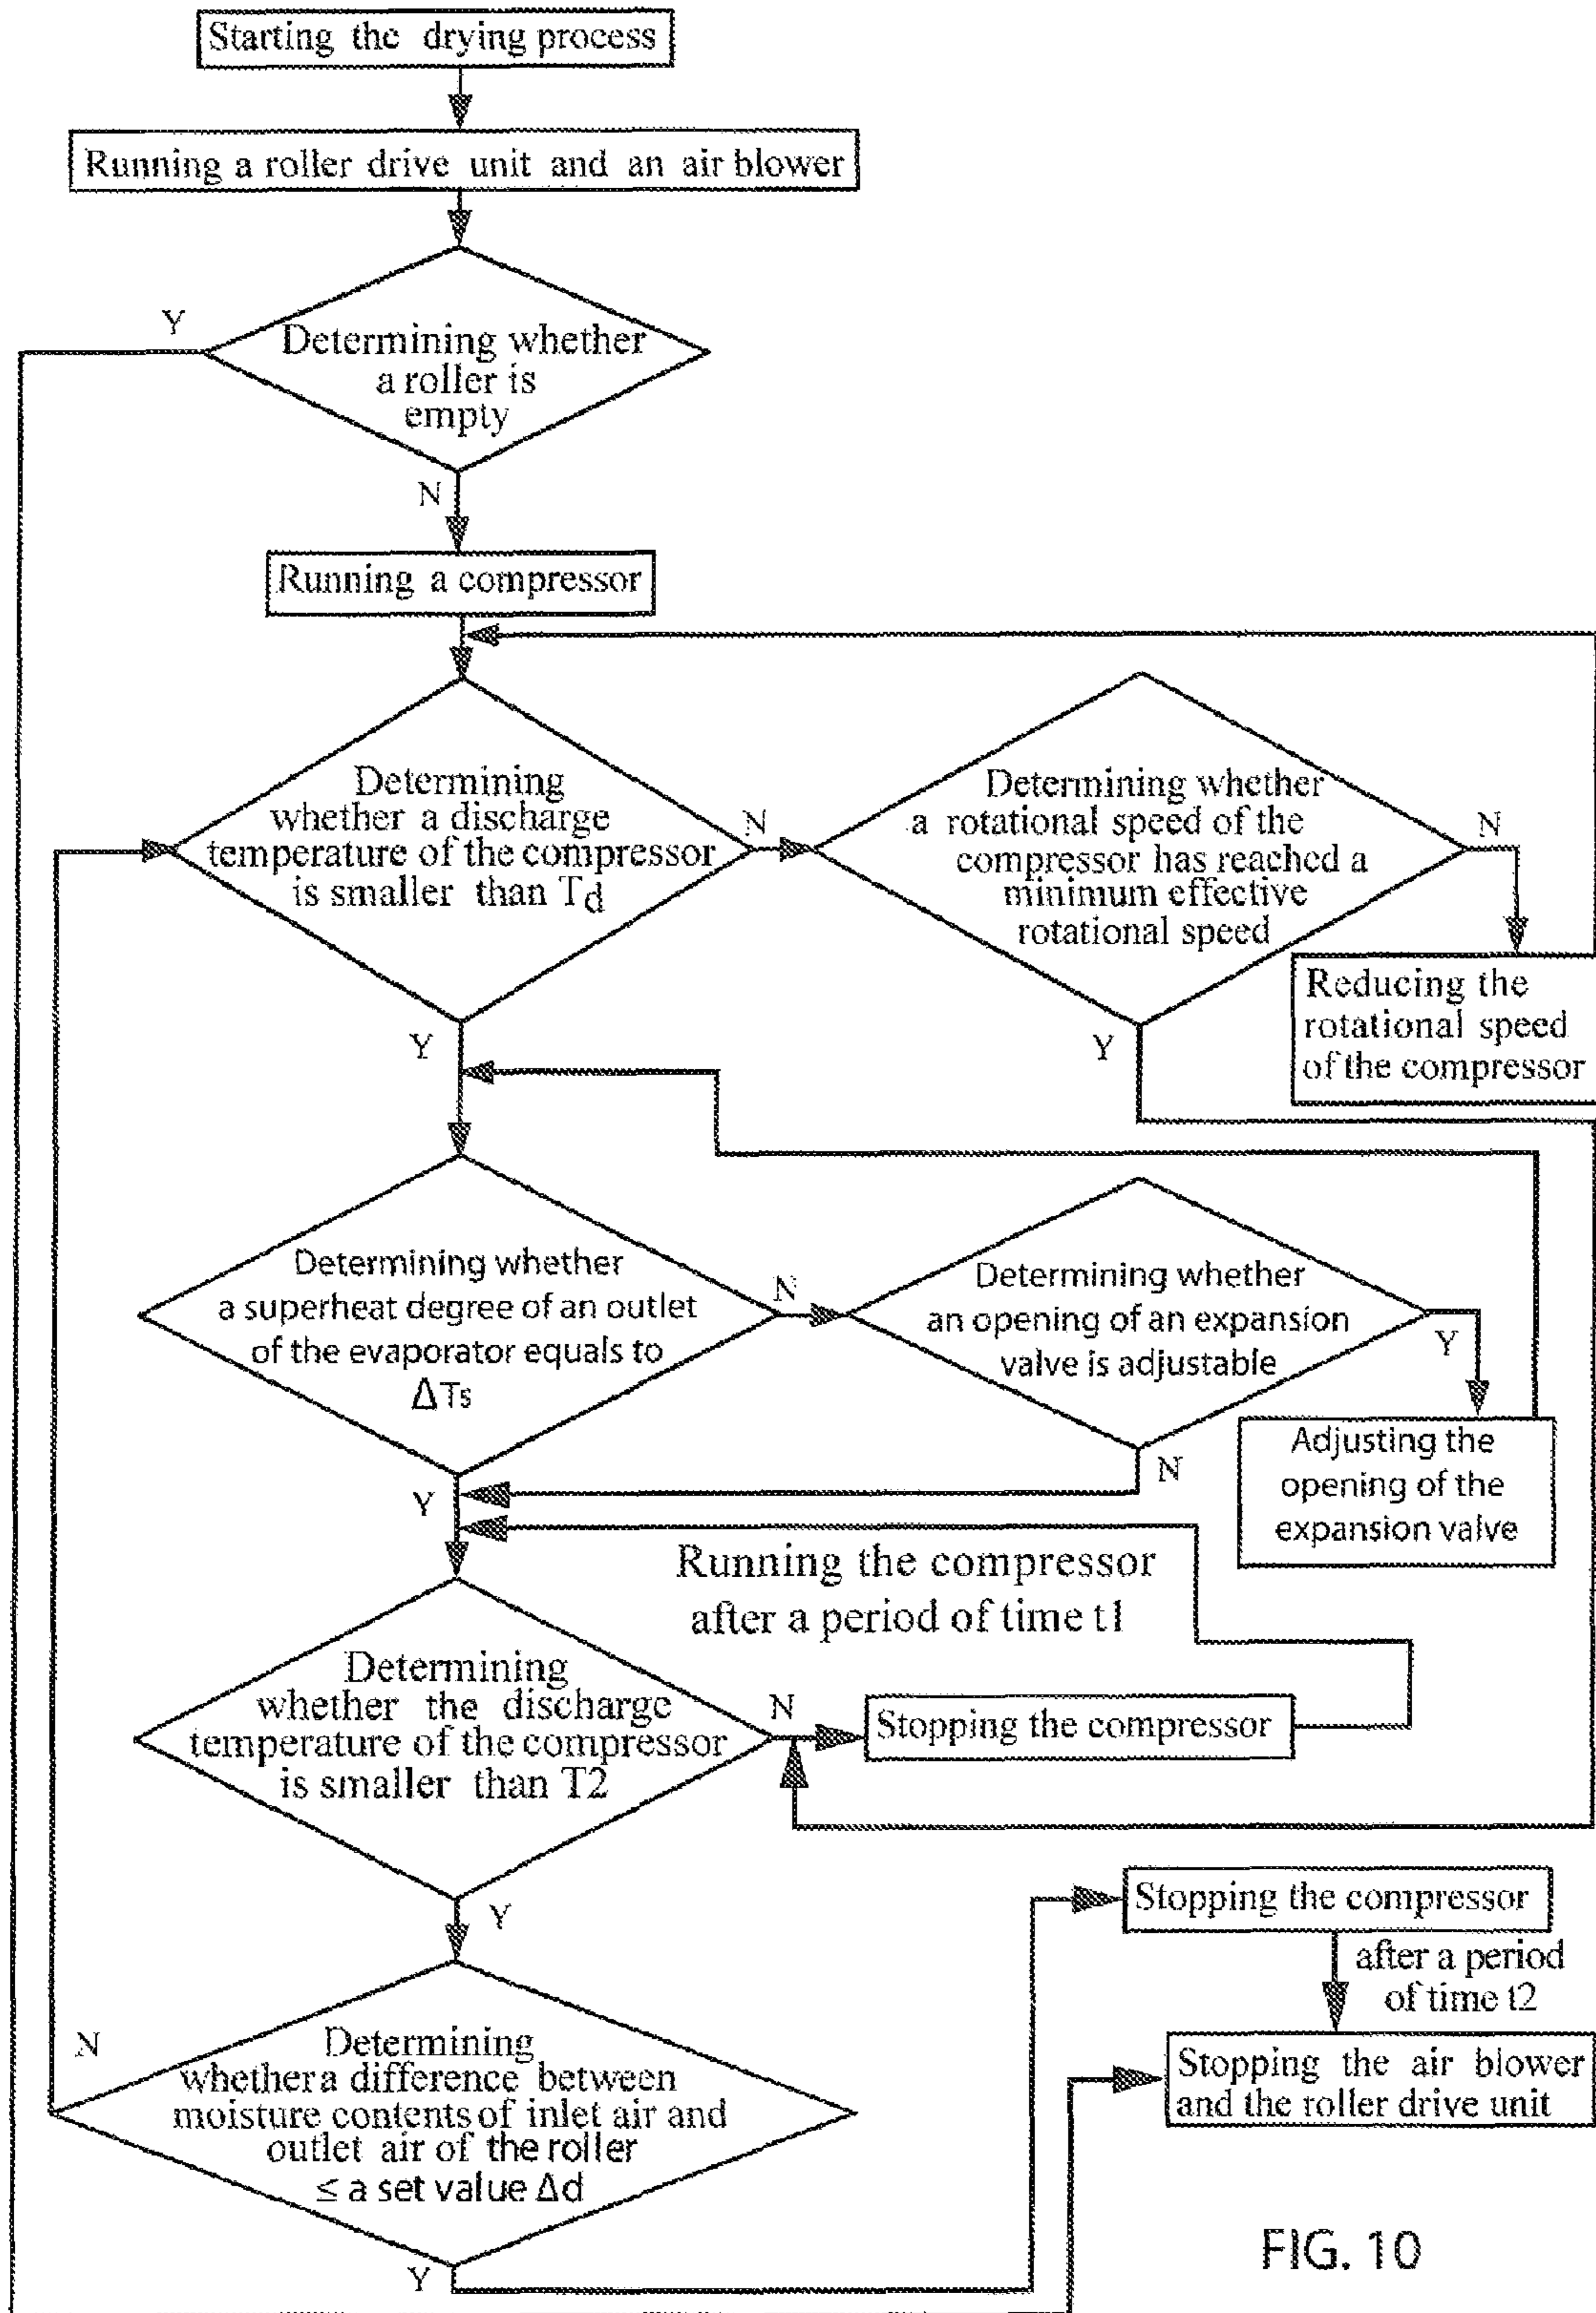 Starting the drying process
Running a roller drive unit and an air blower
Y
Determining whether
a roller is
empty
N
Running a compressor
Determining
whether a discharge
temperature of the compressor
is smaller than Td
N
Determining whether
a rotational speed of the
compressor has reached a
minimum effective
rotational speed
N
Reducing the
rotational speed
of the compressor
Y
Y
Determining whether
a superheat degree of an outlet
of the evaporator equals to
ΔTs
N
Determining whether
an opening of an expansion
valve is adjustable
Y
Adjusting the
opening of the
expansion valve
N
Y
Running the compressor
after a period of time t1
Determining
whether the discharge
temperature of the compressor
is smaller than T2
N
Stopping the compressor
Y
Stopping the compressor
after a period
of time t2
Stopping the air blower
and the roller drive unit
N
Determining
whether a difference between
moisture contents of inlet air and
outlet air of the roller
≤ a set value Δd
Y
FIG. 10